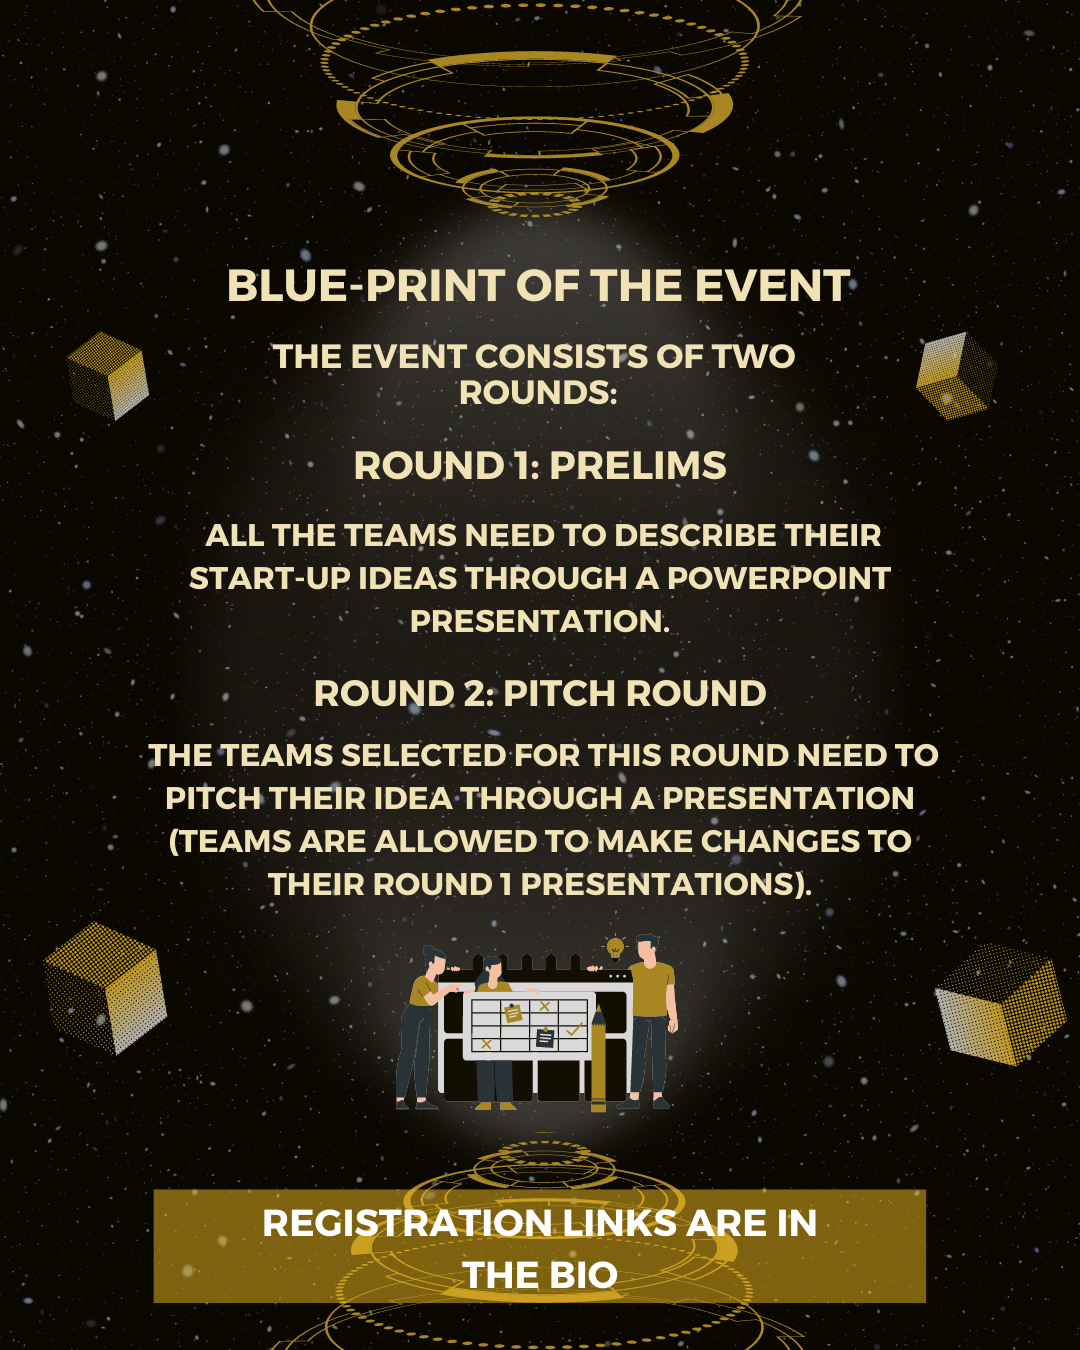 BLUE-PRINT OF THE EVENT
THE EVENT CONSISTS OF TWO
ROUNDS:
ROUND 1: PRELIMS
ALL THE TEAMS NEED TO DESCRIBE THEIR
START-UP IDEAS THROUGH A POWERPOINT
PRESENTATION.
ROUND 2: PITCH ROUND
THE TEAMS SELECTED FOR THIS ROUND NEED TO
PITCH THEIR IDEA THROUGH A PRESENTATION
(TEAMS ARE ALLOWED TO MAKE CHANGES TO
THEIR ROUND 1 PRESENTATIONS).
REGISTRATION LINKS ARE IN
THE BIO